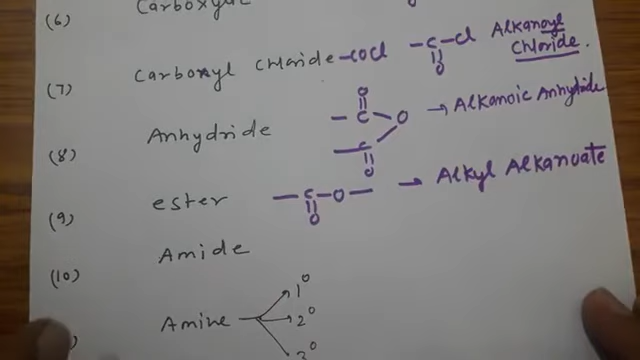 (6) Carboxylic
(7) Carboxyl Chloride -COCl -C-Cl Alkanoyl Chloride.
O
(8) Anhydride → Alkanoic Anhydride
O
C O
C
O
(9) ester -C-O- → Alkyl Alkanoate
O
(10) Amide
Amine 1°
2°
3°